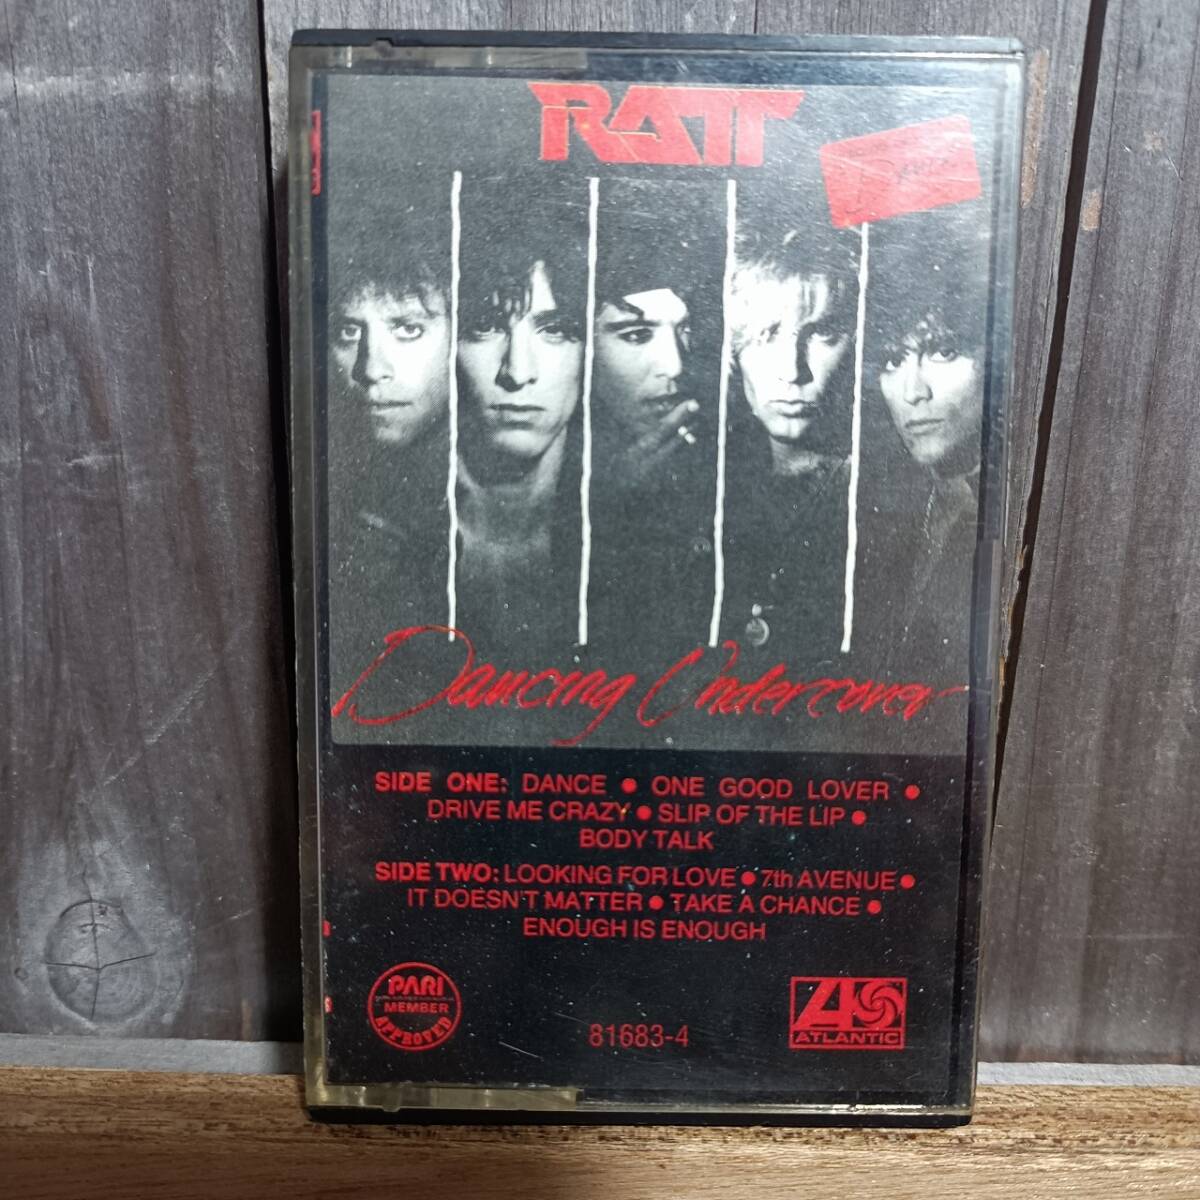 RATT
Dancing Undercover
SIDE ONE: DANCE ● ONE GOOD LOVER ●
DRIVE ME CRAZY ● SLIP OF THE LIP ●
BODY TALK
SIDE TWO: LOOKING FOR LOVE ● 7th AVENUE ●
IT DOESN'T MATTER ● TAKE A CHANCE ●
ENOUGH IS ENOUGH
PARI
MEMBER
APPROVED
81683-4
ATLANTIC